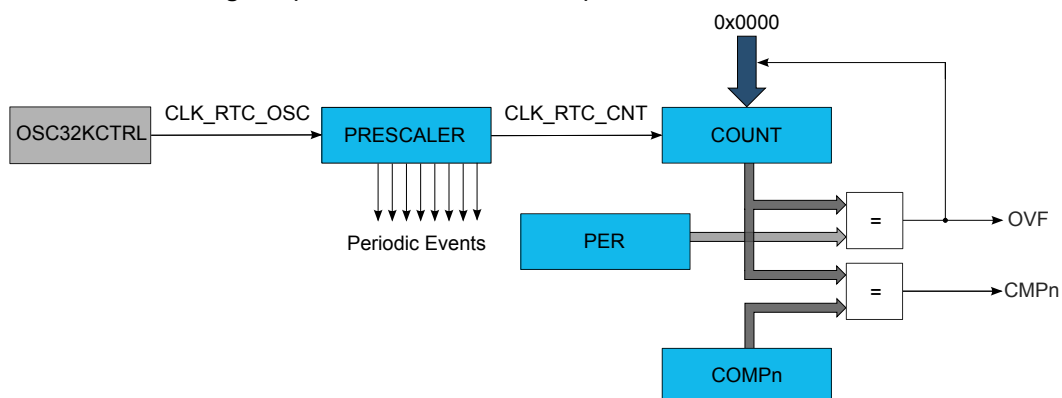 0x0000
OSC32KCTRL
CLK_RTC_OSC
PRESCALER
CLK_RTC_CNT
COUNT
Periodic Events
PER
=
OVF
=
CMPn
COMPn